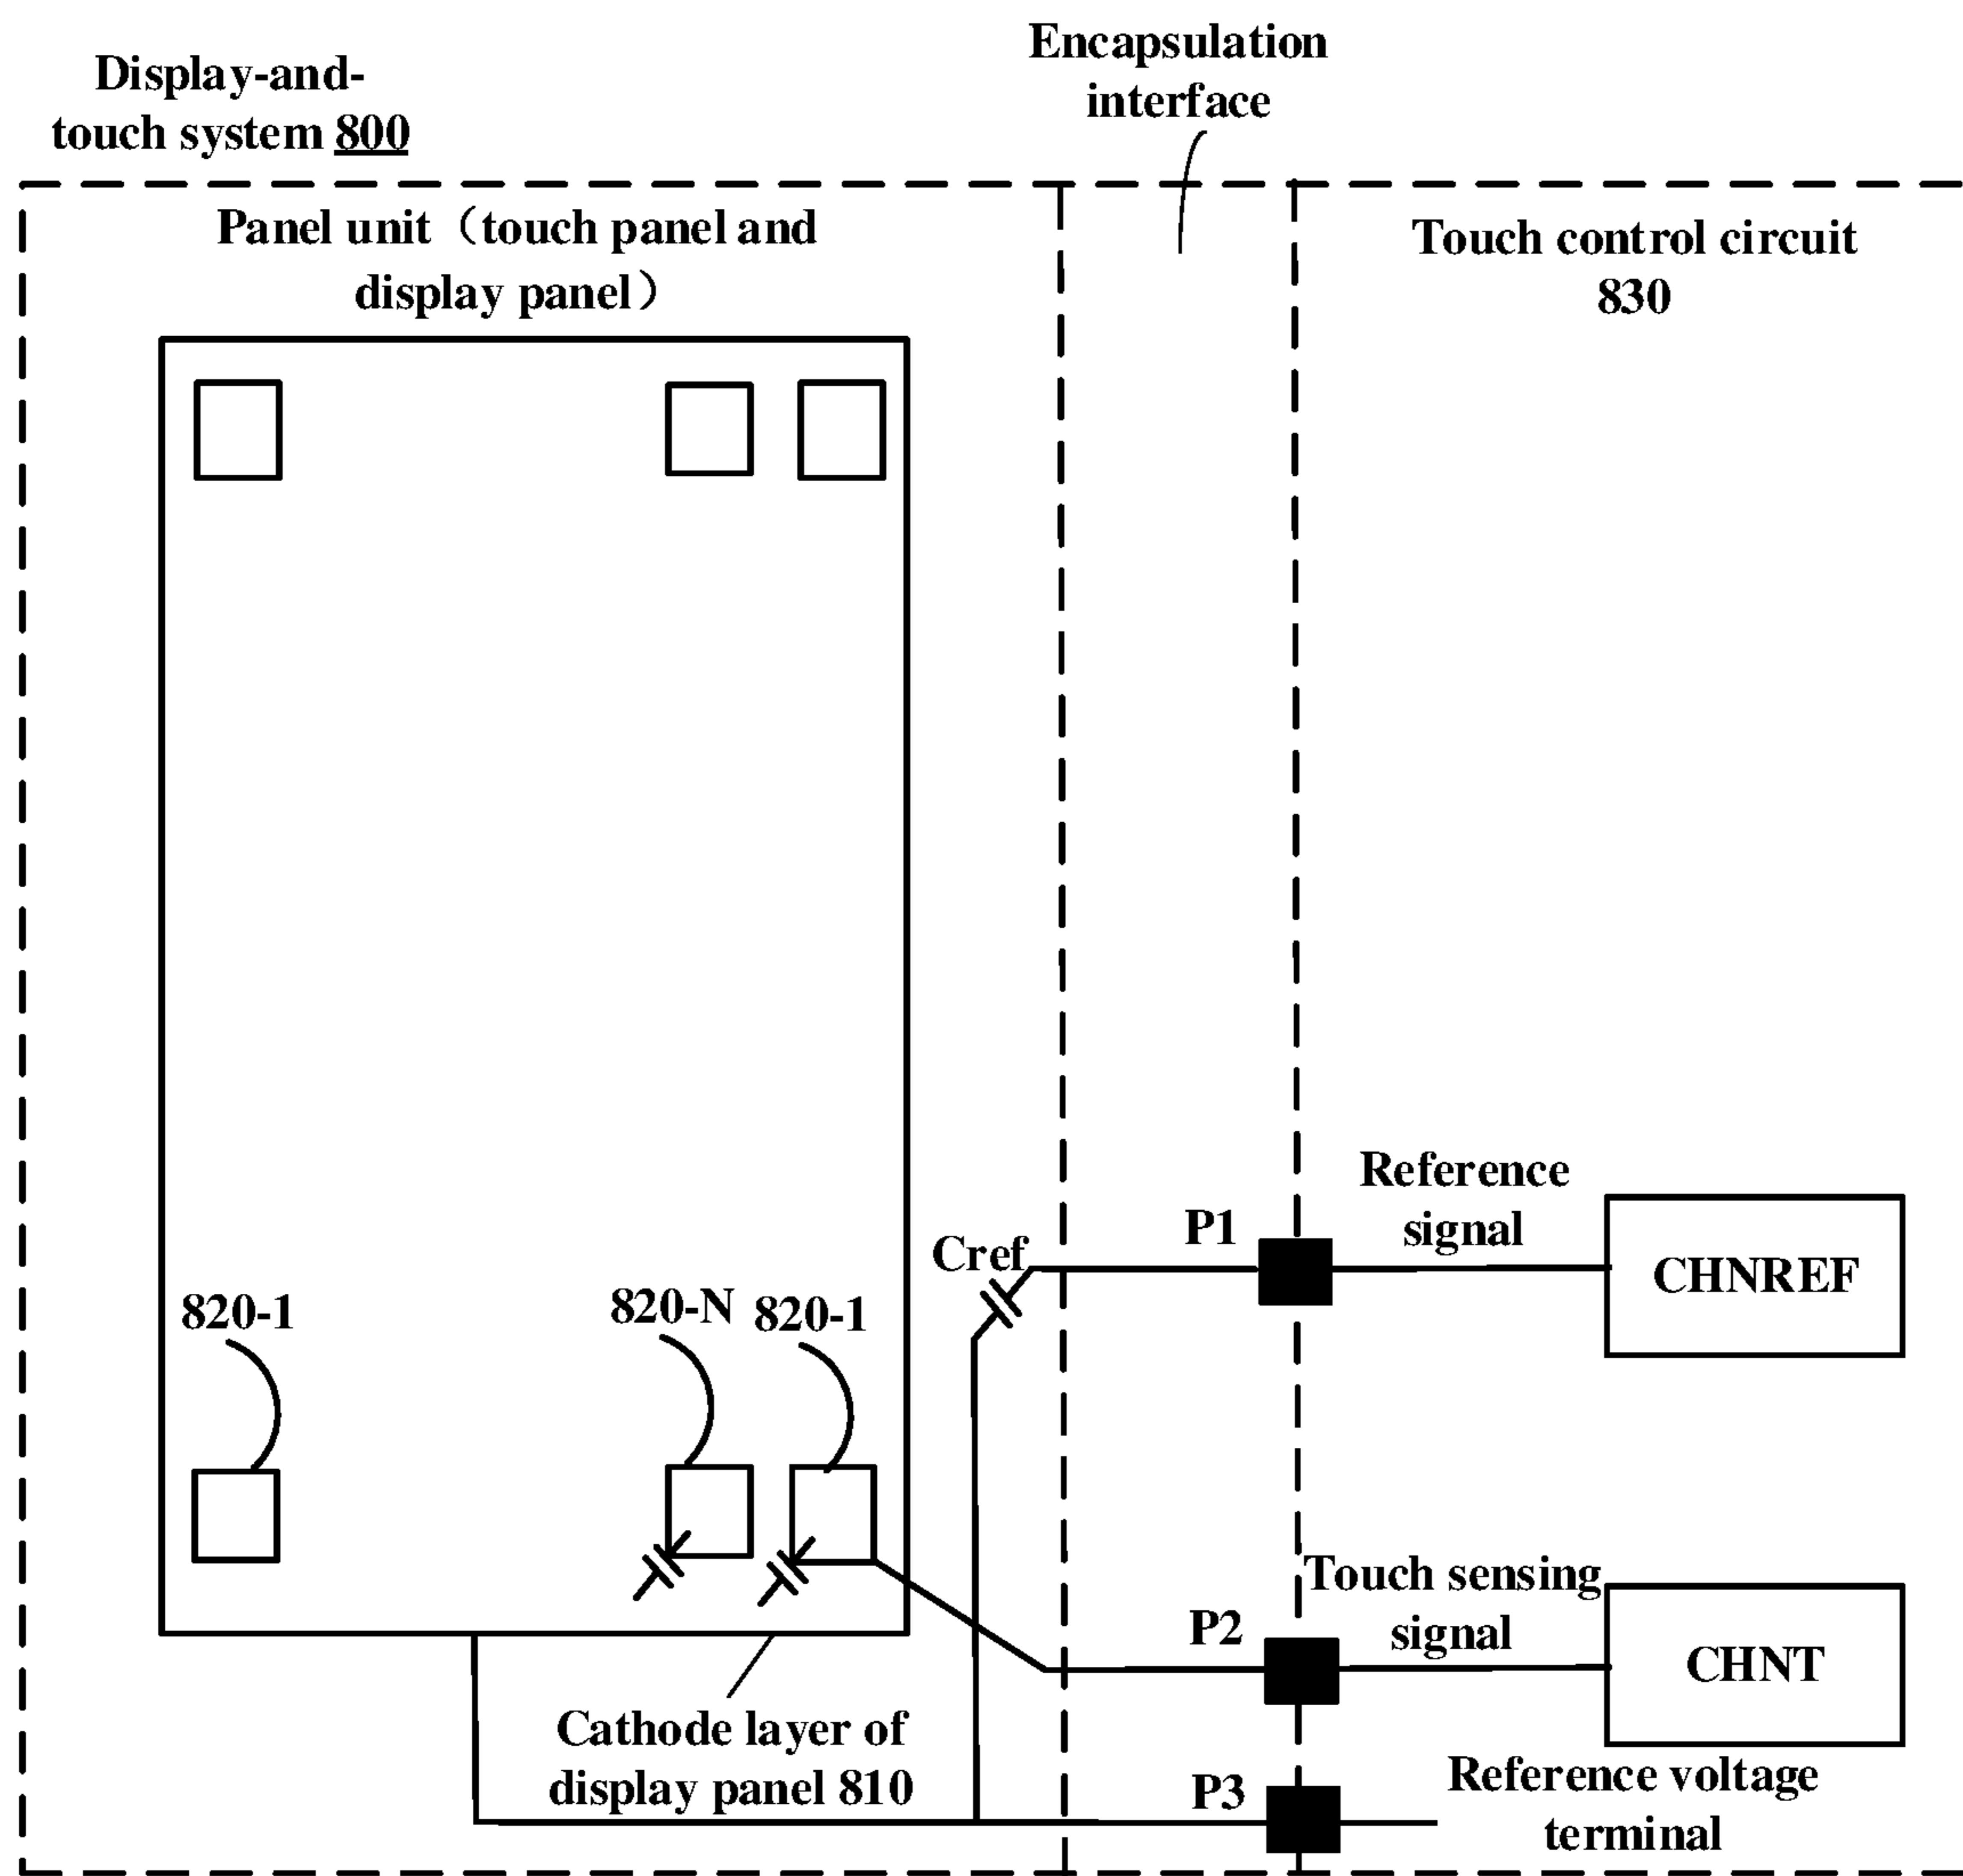 Display-and-
touch system 800
Encapsulation
interface
Panel unit（touch panel and
display panel）
Touch control circuit
830
Reference
signal
P1
Cref
CHNREF
820-1
820-N
820-1
Touch sensing
signal
P2
CHNT
Cathode layer of
display panel 810
P3
Reference voltage
terminal